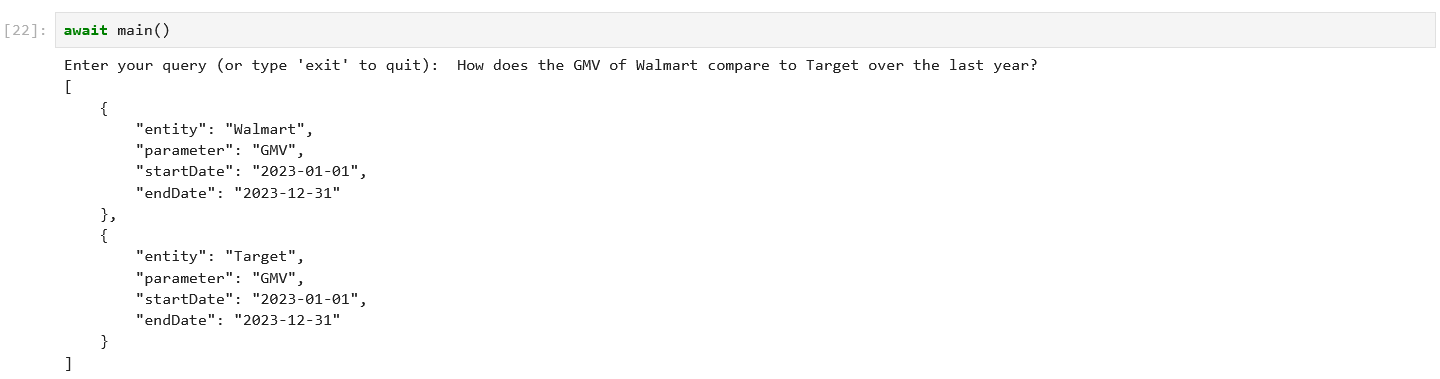 [22]: await main()
Enter your query (or type 'exit' to quit):  How does the GMV of Walmart compare to Target over the last year?
[
    {
        "entity": "Walmart",
        "parameter": "GMV",
        "startDate": "2023-01-01",
        "endDate": "2023-12-31"
    },
    {
        "entity": "Target",
        "parameter": "GMV",
        "startDate": "2023-01-01",
        "endDate": "2023-12-31"
    }
]